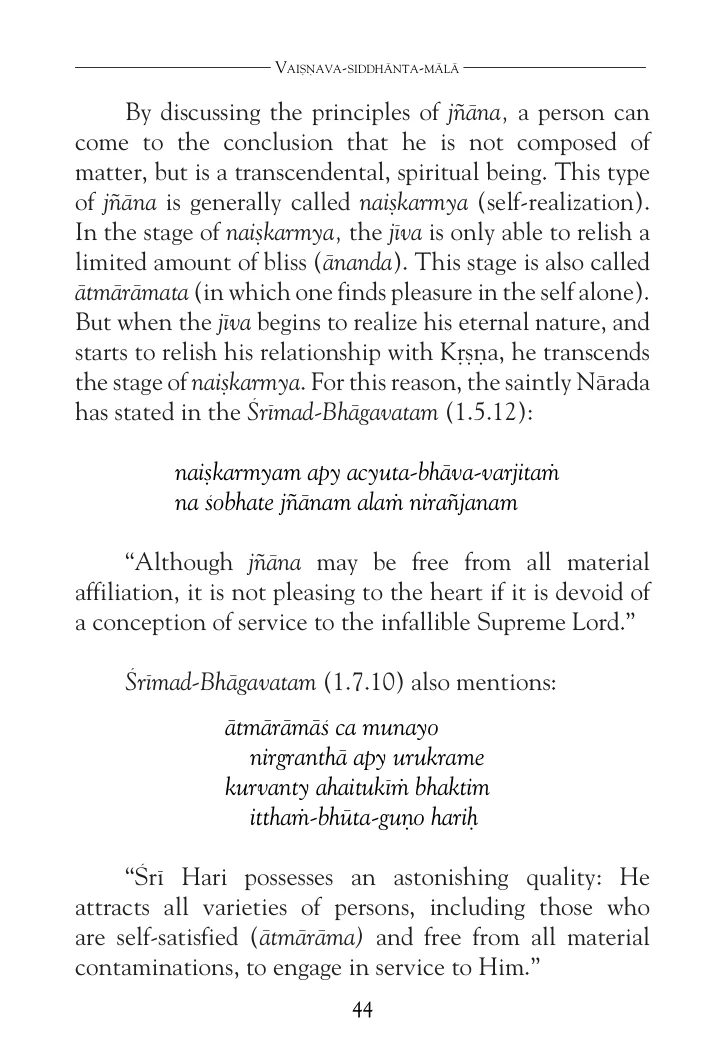 Vaiṣṇava-siddhānta-mālā
By discussing the principles of jñāna, a person can
come to the conclusion that he is not composed of
matter, but is a transcendental, spiritual being. This type
of jñāna is generally called naiṣkarmya (self-realization).
In the stage of naiṣkarmya, the jīva is only able to relish a
limited amount of bliss (ānanda). This stage is also called
ātmārāmata (in which one finds pleasure in the self alone).
But when the jīva begins to realize his eternal nature, and
starts to relish his relationship with Kṛṣṇa, he transcends
the stage of naiṣkarmya. For this reason, the saintly Nārada
has stated in the Śrīmad-Bhāgavatam (1.5.12):
naiṣkarmyam apy acyuta-bhāva-varjitaṁ
na śobhate jñānam alaṁ nirañjanam
“Although jñāna may be free from all material
affiliation, it is not pleasing to the heart if it is devoid of
a conception of service to the infallible Supreme Lord.”
Śrīmad-Bhāgavatam (1.7.10) also mentions:
ātmārāmāś ca munayo
nirgranthā apy urukrame
kurvanty ahaitukīṁ bhaktim
itthaṁ-bhūta-guṇo hariḥ
“Śrī Hari possesses an astonishing quality: He
attracts all varieties of persons, including those who
are self-satisfied (ātmārāma) and free from all material
contaminations, to engage in service to Him.”
44